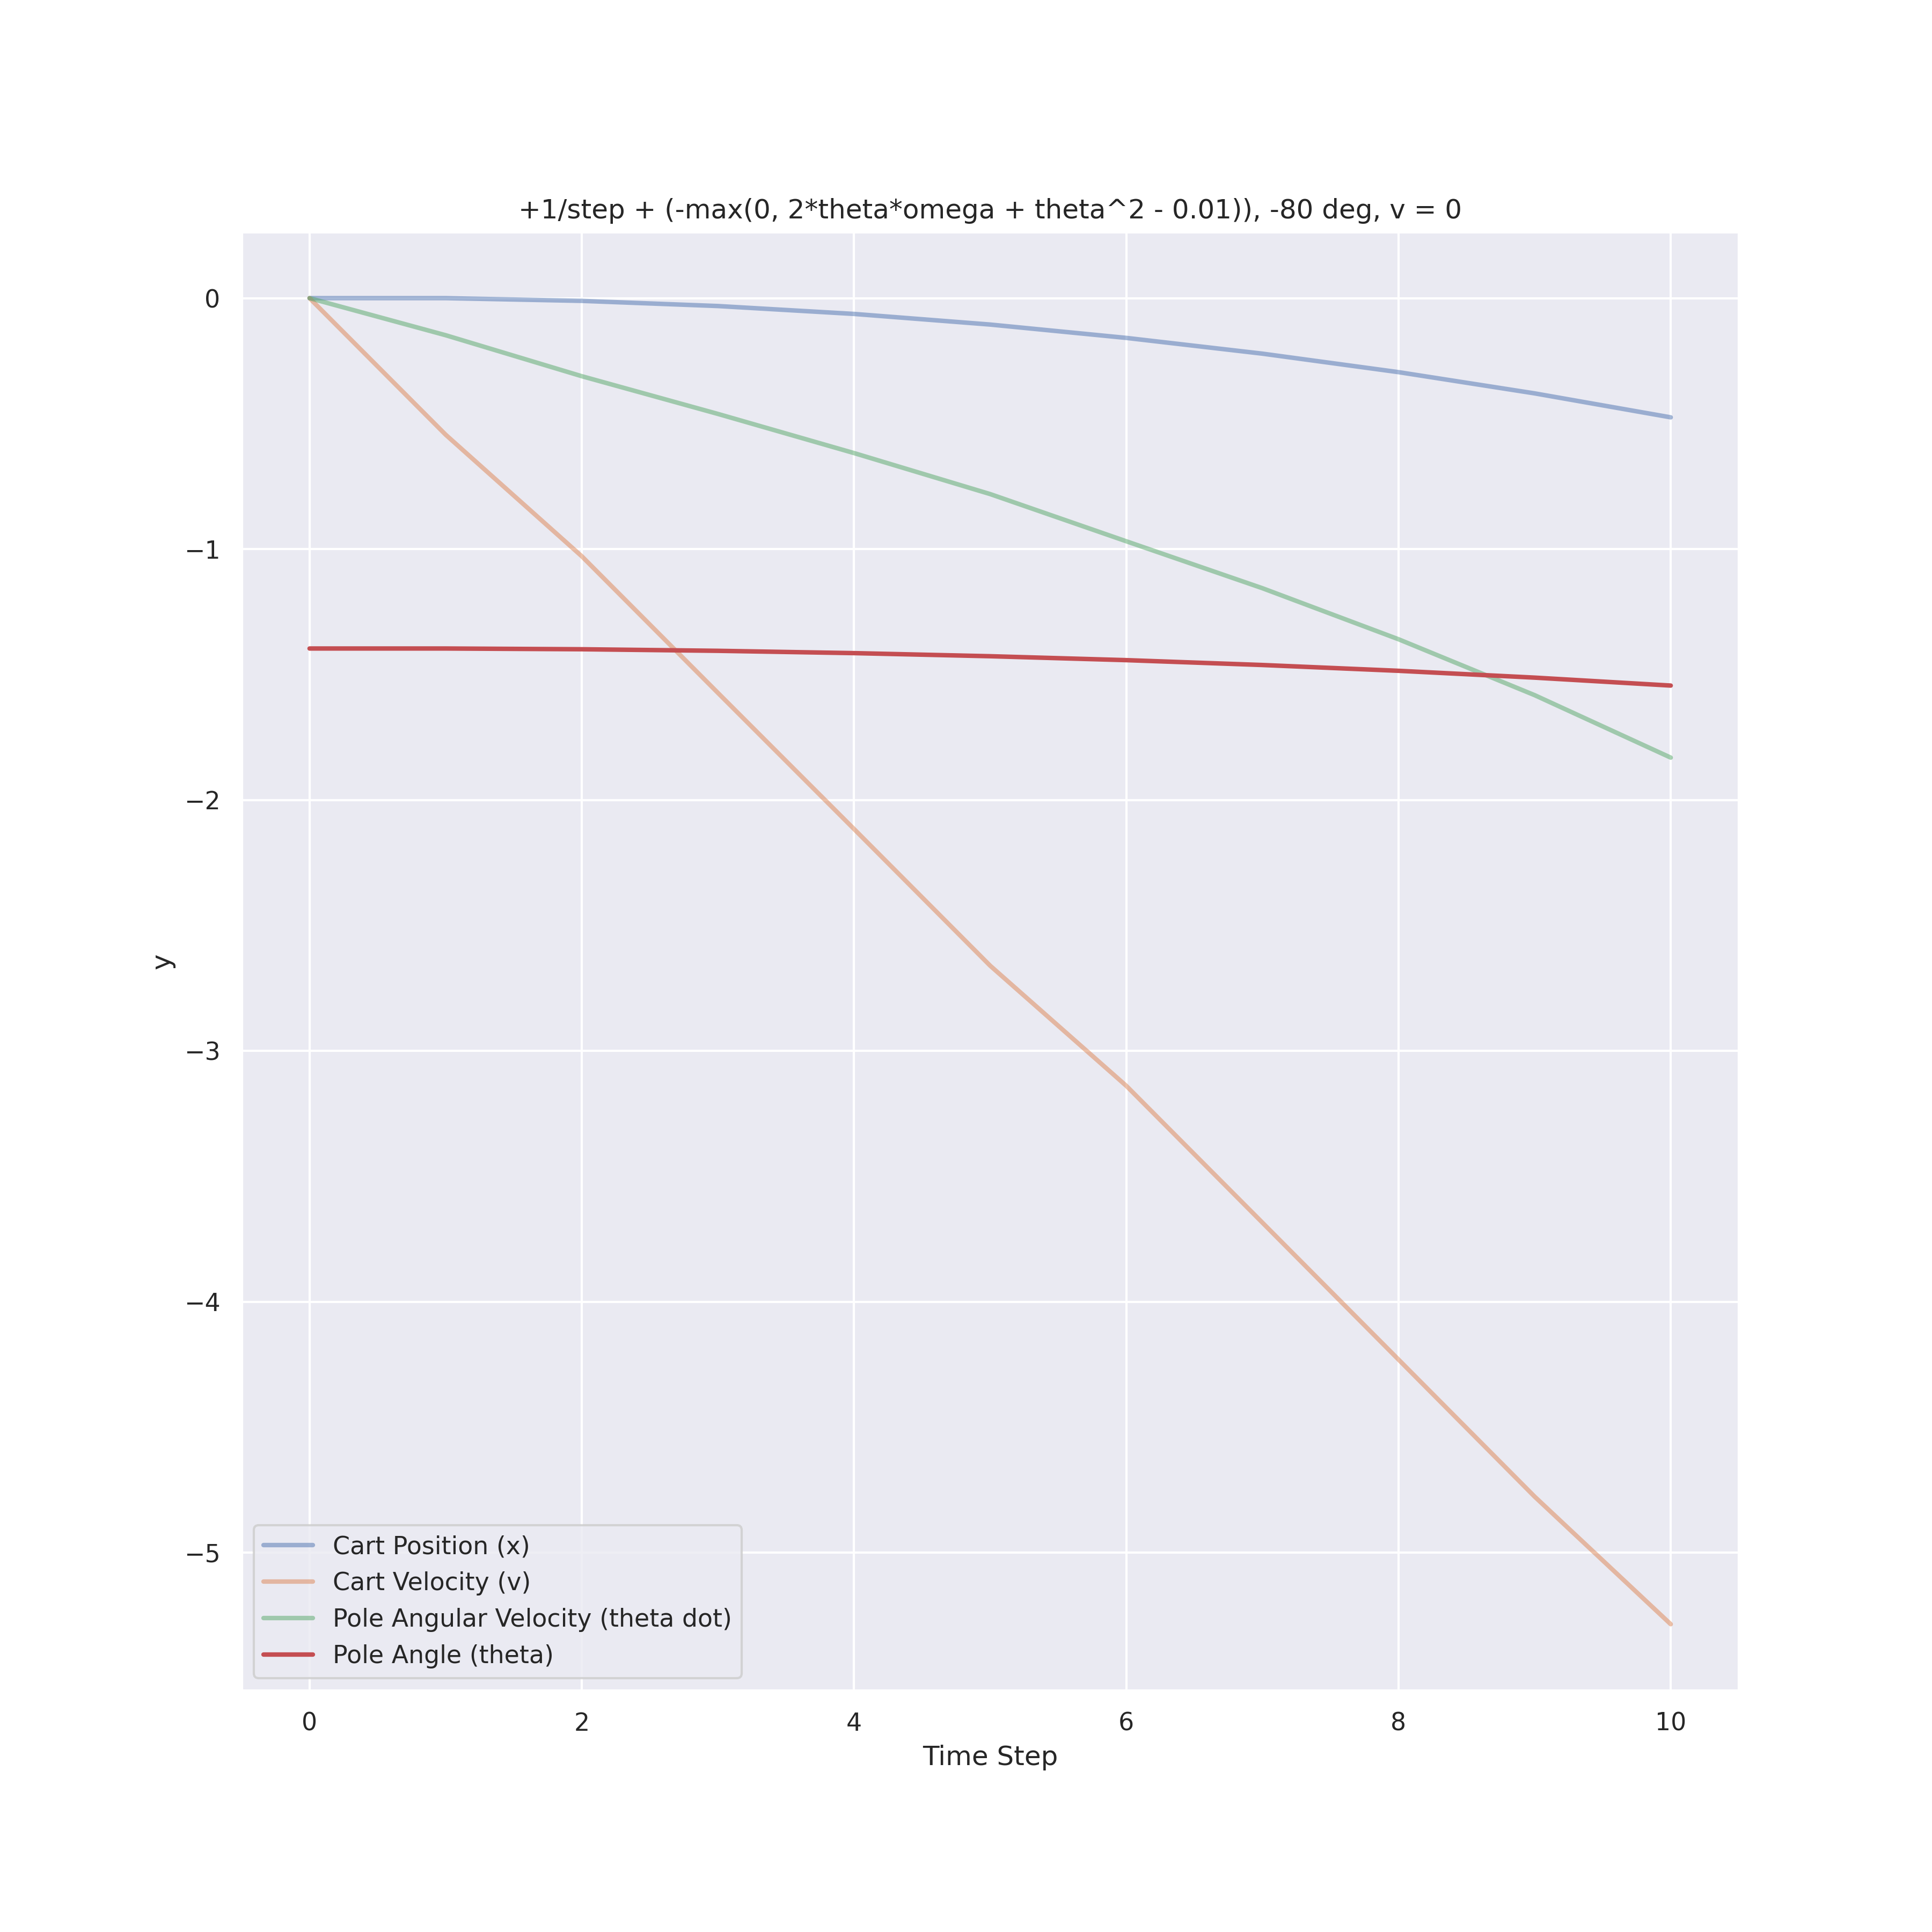 +1/step + (-max(0, 2*theta*omega + theta^2 - 0.01)), -80 deg, v = 0
0
−1
−2
−3
−4
−5
y
Cart Position (x)
Cart Velocity (v)
Pole Angular Velocity (theta dot)
Pole Angle (theta)
0 2 4 6 8 10
Time Step